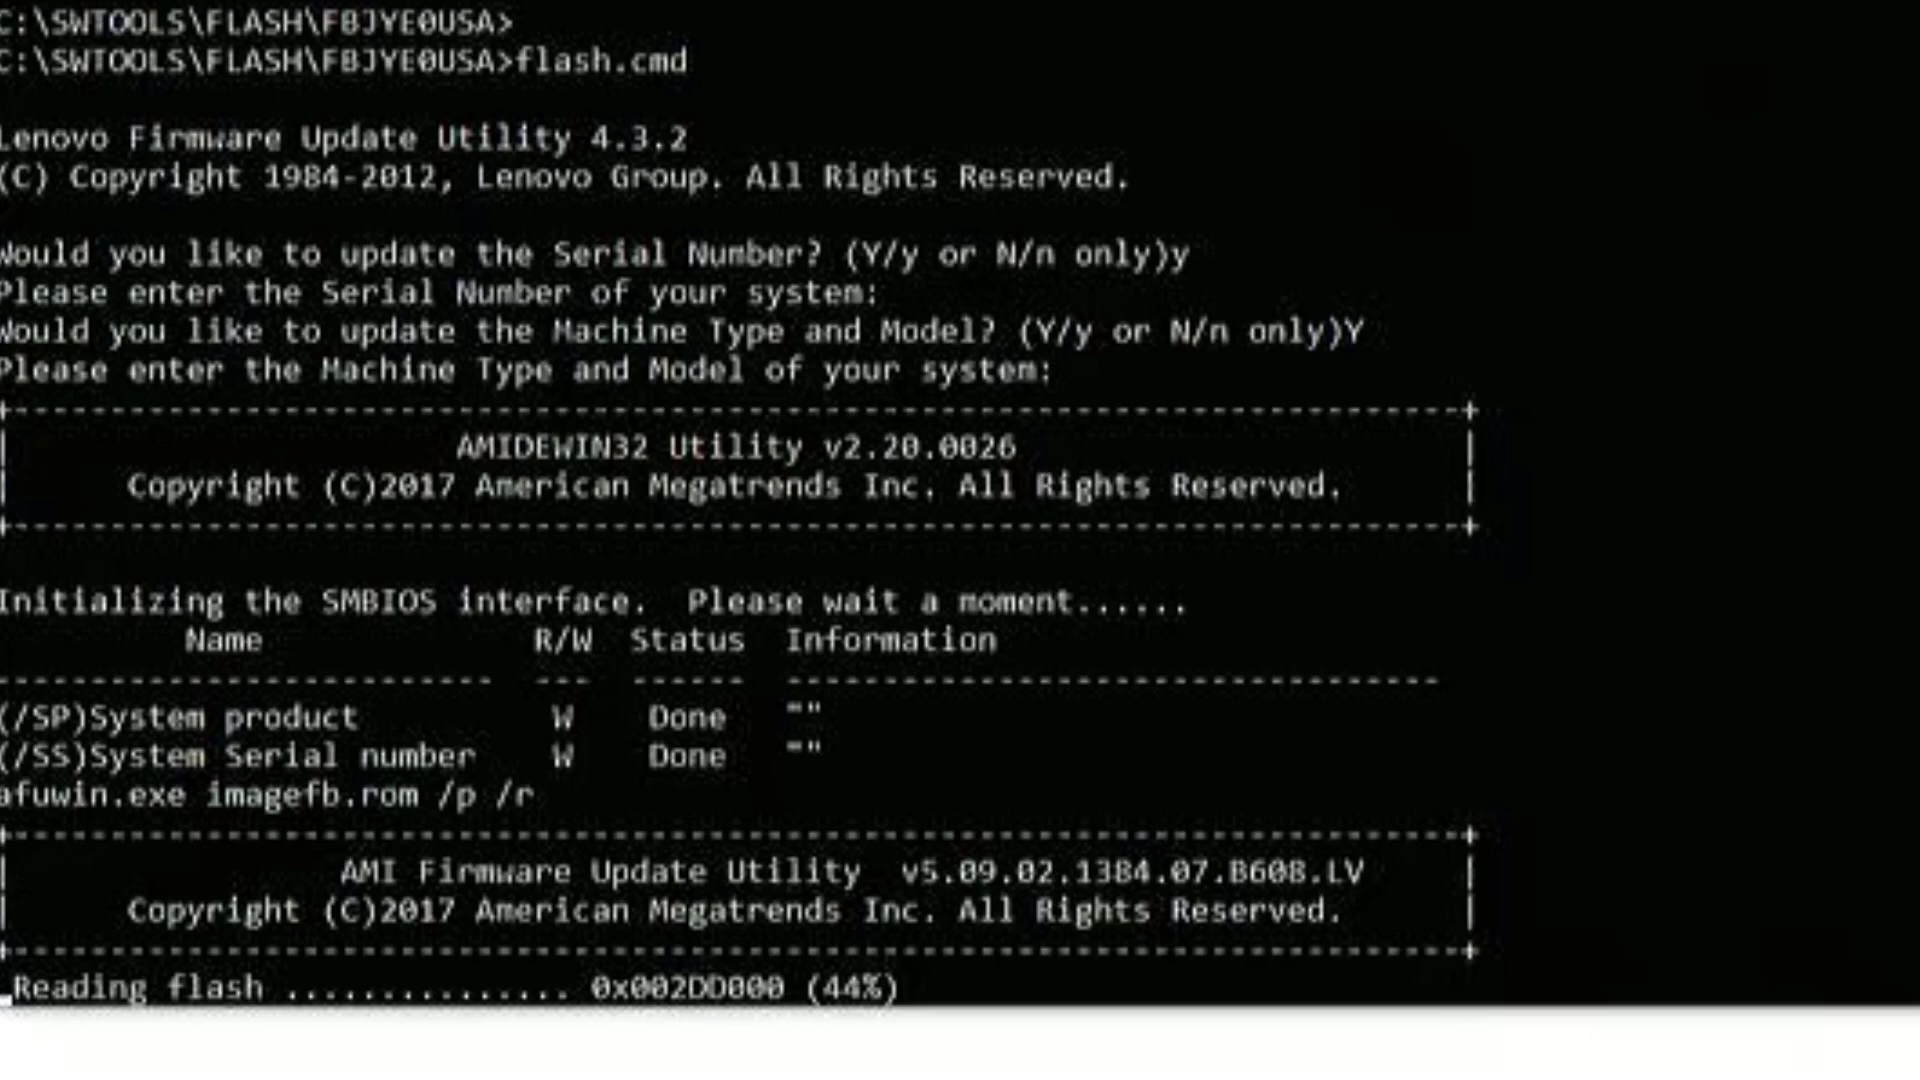 C:\SWTOOLS\FLASH\FBJYE0USA>
C:\SWTOOLS\FLASH\FBJYE0USA>flash.cmd
Lenovo Firmware Update Utility 4.3.2
(C) Copyright 1984-2012, Lenovo Group. All Rights Reserved.
Would you like to update the Serial Number? (Y/y or N/n only)y
Please enter the Serial Number of your system:
Would you like to update the Machine Type and Model? (Y/y or N/n only)Y
Please enter the Machine Type and Model of your system:
+---------------------------------------------------------------------------+
| AMIDEWIN32 Utility v2.20.0026 |
| Copyright (C)2017 American Megatrends Inc. All Rights Reserved. |
+---------------------------------------------------------------------------+
Initializing the SMBIOS interface. Please wait a moment......
Name R/W Status Information
-------------------------- --- ------ ----------------------------------
(/SP)System product W Done ""
(/SS)System Serial number W Done ""
afuwin.exe imagefb.rom /p /r
+---------------------------------------------------------------------------+
| AMI Firmware Update Utility v5.09.02.1384.07.B608.LV |
| Copyright (C)2017 American Megatrends Inc. All Rights Reserved. |
+---------------------------------------------------------------------------+
Reading flash ............... 0x002DD000 (44%)